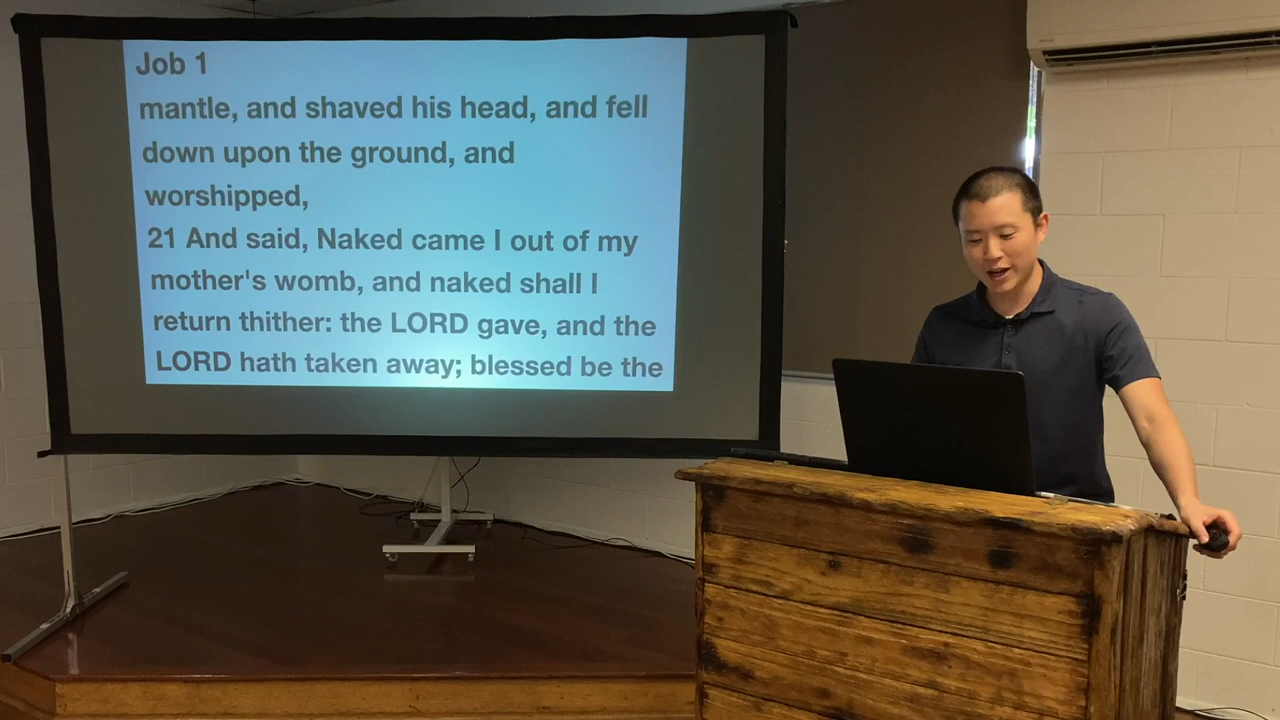 Job 1
mantle, and shaved his head, and fell
down upon the ground, and
worshipped,
21 And said, Naked came I out of my
mother's womb, and naked shall I
return thither: the LORD gave, and the
LORD hath taken away; blessed be the